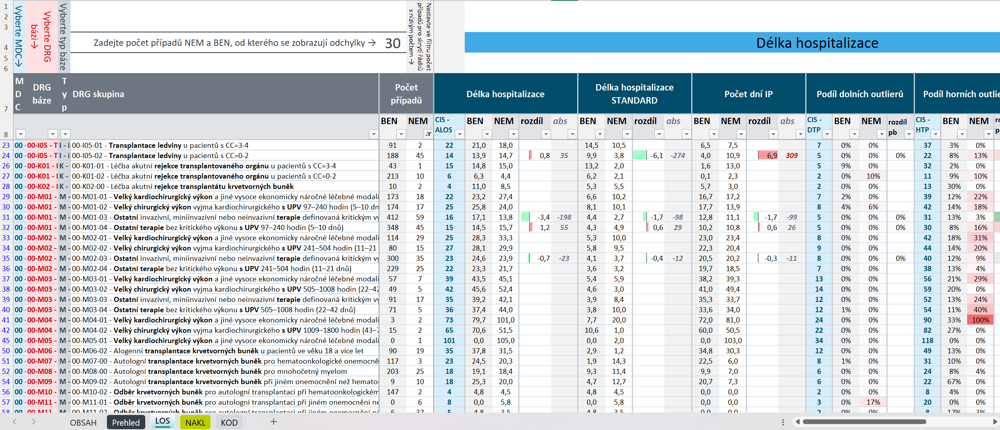 Vyberte MDC→
Vyberte DRG
bázi→
Vyberte typ báze
Zadejte počet případů NEM a BEN, od kterého se zobrazují odchylky → 30
Nastavte ve filtru počet
případů pro skrytí řádků
s nízkým počtem →
1
2
3
4
5
6
Délka hospitalizace
7 MDC DRG báze Typ DRG skupina Počet případů Délka hospitalizace Délka hospitalizace STANDARD Počet dní IP Podíl dolních outlierů Podíl horních outlie
8 BEN NEM CIS - ALOS BEN NEM rozdíl abs BEN NEM rozdíl abs BEN NEM rozdíl abs CIS - DTP BEN NEM rozdíl pb CIS - HTP BEN NEM
23 00 - 00-I05 - T I - i 00-I05-01 - Transplantace ledviny u pacientů s CC=3-4 91 2 22 21,0 18,0 14,5 10,5 6,5 7,5 7 0% 0% 37 3% 0%
24 00 - 00-I05 - T I - i 00-I05-02 - Transplantace ledviny u pacientů s CC=0-2 188 45 14 13,9 14,7 0,8 35 9,9 3,8 -6,1 -274 4,0 10,9 6,9 309 5 0% 0% 0% 22 8% 13%
26 00 - 00-K01 - L K - 00-K01-01 - Léčba akutní rejekce transplantovaného orgánu u pacientů s CC=3-4 43 1 15 14,8 15,0 13,2 2,0 1,6 13,0 5 9% 0% 32 2% 0%
27 00 - 00-K01 - L K - 00-K01-02 - Léčba akutní rejekce transplantovaného orgánu u pacientů s CC=0-2 213 10 6 6,3 4,4 6,2 2,1 0,1 2,3 2 0% 10% 11 9% 10%
28 00 - 00-K02 - L K - 00-K02-00 - Léčba akutní rejekce transplantátu krvetvorných buněk 10 2 4 11,0 8,5 5,3 5,5 5,7 3,0 2 0% 0% 13 30% 0%
29 00 - 00-M01 - M - 00-M01-01 - Velký kardiochirurgický výkon a jiné vysoce ekonomicky náročné léčebné modali 173 18 22 23,2 27,4 6,6 10,2 16,7 17,2 7 2% 0% 39 12% 22%
30 00 - 00-M01 - M - 00-M01-02 - Velký chirurgický výkon vyjma kardiochirurgického s UPV 97–240 hodin (5–10 dn 174 17 25 25,8 24,0 8,1 10,1 17,7 13,9 8 4% 6% 42 14% 18%
31 00 - 00-M01 - M - 00-M01-03 - Ostatní invazivní, miniinvazivní nebo neinvazivní terapie definovaná kritickým vý 412 59 16 17,1 13,8 -3,4 -198 4,4 2,7 -1,7 -98 12,8 11,1 -1,7 -99 5 0% 0% 0% 31 13% 3%
32 00 - 00-M01 - M - 00-M01-04 - Ostatní terapie bez kritického výkonu s UPV 97–240 hodin (5–10 dnů) 348 45 15 14,5 15,7 1,2 55 4,3 4,9 0,6 29 10,2 10,8 0,6 26 5 0% 0% 0% 30 8% 16%
33 00 - 00-M02 - M - 00-M02-01 - Velký kardiochirurgický výkon a jiné vysoce ekonomicky náročné léčebné modali 114 29 25 28,3 33,3 5,3 10,0 23,0 23,4 8 0% 0% 42 18% 31%
34 00 - 00-M02 - M - 00-M02-02 - Velký chirurgický výkon vyjma kardiochirurgického s UPV 241–504 hodin (11–21 80 15 27 28,1 29,9 5,8 9,5 22,3 20,4 9 0% 0% 44 14% 20%
35 00 - 00-M02 - M - 00-M02-03 - Ostatní invazivní, miniinvazivní nebo neinvazivní terapie definovaná kritickým vý 300 35 23 24,6 23,9 -0,7 -23 4,1 3,7 -0,4 -12 20,5 20,2 -0,3 -11 8 0% 0% 0% 40 12% 9%
36 00 - 00-M02 - M - 00-M02-04 - Ostatní terapie bez kritického výkonu s UPV 241–504 hodin (11–21 dnů) 229 25 22 23,3 21,7 3,6 3,2 19,7 18,5 7 0% 0% 38 13% 4%
37 00 - 00-M03 - M - 00-M03-01 - Velký kardiochirurgický výkon a jiné vysoce ekonomicky náročné léčebné modali 57 7 39 43,5 45,1 5,4 5,9 38,2 39,3 13 0% 0% 56 21% 29%
38 00 - 00-M03 - M - 00-M03-02 - Velký chirurgický výkon vyjma kardiochirurgického s UPV 505–1008 hodin (22–42 49 5 42 45,6 52,4 4,6 3,0 41,0 49,4 14 0% 0% 59 20% 0%
39 00 - 00-M03 - M - 00-M03-03 - Ostatní invazivní, miniinvazivní nebo neinvazivní terapie definovaná kritickým vý 91 17 35 39,2 42,1 3,9 8,4 35,3 33,7 12 0% 0% 52 13% 24%
40 00 - 00-M03 - M - 00-M03-04 - Ostatní terapie bez kritického výkonu s UPV 505–1008 hodin (22–42 dnů) 71 5 36 37,4 44,0 3,8 10,0 33,6 34,0 12 1% 0% 54 11% 40%
41 00 - 00-M04 - M - 00-M04-01 - Velký kardiochirurgický výkon a jiné vysoce ekonomicky náročné léčebné modali 3 2 73 79,7 101,0 7,7 20,0 72,0 81,0 24 0% 0% 90 33% 100%
42 00 - 00-M04 - M - 00-M04-02 - Velký chirurgický výkon vyjma kardiochirurgického s UPV 1009–1800 hodin (43–7 15 2 65 70,6 51,5 10,6 1,0 60,0 50,5 22 0% 0% 82 27% 0%
45 00 - 00-M05 - M - 00-M05-01 - Velký kardiochirurgický výkon a jiné vysoce ekonomicky náročné léčebné modali 0 1 101 0,0 105,0 0,0 2,0 0,0 103,0 34 0% 0% 118 0% 0%
50 00 - 00-M06 - M - 00-M06-02 - Alogenní transplantace krvetvorných buněk u pacientů ve věku 18 a více let 90 19 35 37,8 31,5 2,9 1,2 34,8 30,3 12 0% 0% 49 13% 0%
51 00 - 00-M07 - M - 00-M07-00 - Autologní transplantace krvetvorných buněk pro hematoonkologické onemocně 117 3 23 24,5 20,3 1,9 14,3 22,5 6,0 8 1% 0% 31 10% 0%
52 00 - 00-M08 - M - 00-M08-00 - Autologní transplantace krvetvorných buněk pro mnohočetný myelom 203 25 18 19,1 18,4 9,3 11,4 9,9 7,0 6 0% 0% 24 8% 4%
54 00 - 00-M09 - M - 00-M09-02 - Autologní transplantace krvetvorných buněk při jiném onemocnění než hemato 9 10 18 25,3 20,0 4,7 12,7 20,7 7,3 6 0% 0% 22 67% 0%
56 00 - 00-M10 - M - 00-M10-02 - Odběr krvetvorných buněk pro autologní transplantaci při hematoonkologickém 147 2 4 4,8 4,5 4,8 4,5 0,0 0,0 2 0% 0% 8 4% 0%
57 00 - 00-M11 - M - 00-M11-01 - Odběr krvetvorných buněk pro autologní transplantaci při jiném onemocnění ne 0 6 8 0,0 5,8 0,0 5,8 0,0 0,0 3 0% 17% 20 0% 0%
58 00 - 00-M11 - M - 00-M11-02 - Odběr krvetvorných buněk pro autologní transplantaci při jiném onemocnění ne 6 37 5 4,8 3,5 4,8 3,5 0,0 0,0 2 0% 0% 8 17% 3%
OBSAH Prehled LOS NAKL KOD +